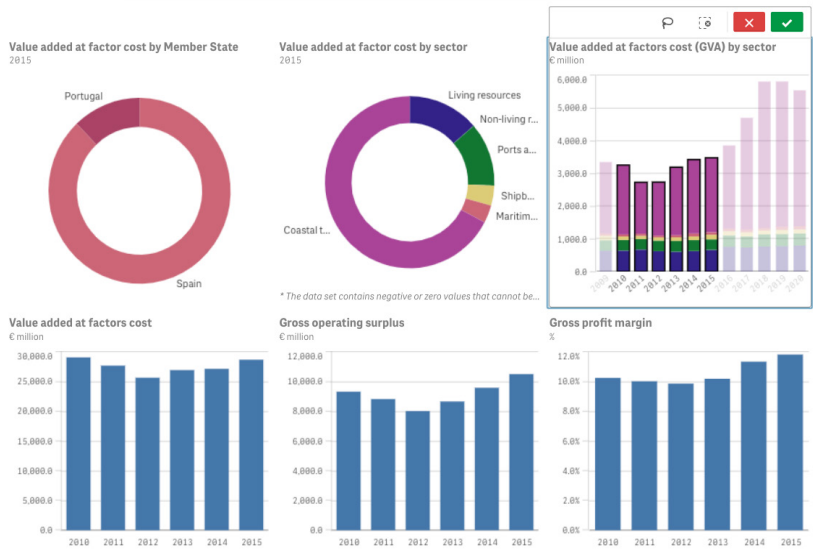 Value added at factor cost by Member State
2015
Portugal
Spain
Value added at factor cost by sector
2015
Living resources
Non-living r...
Ports a...
Shipb...
Maritim...
Coastal t...
* The data set contains negative or zero values that cannot be...
Value added at factors cost (GVA) by sector
€ million
6,000.0
5,000.0
4,000.0
3,000.0
2,000.0
1,000.0
0.0
2009 2010 2011 2012 2013 2014 2015 2016 2017 2018 2019 2020
Value added at factors cost
€ million
30,000.0
25,000.0
20,000.0
15,000.0
10,000.0
5,000.0
0.0
2010 2011 2012 2013 2014 2015
Gross operating surplus
€ million
12,000.0
10,000.0
8,000.0
6,000.0
4,000.0
2,000.0
0.0
2010 2011 2012 2013 2014 2015
Gross profit margin
%
12.0%
10.0%
8.0%
6.0%
4.0%
2.0%
0.0%
2010 2011 2012 2013 2014 2015